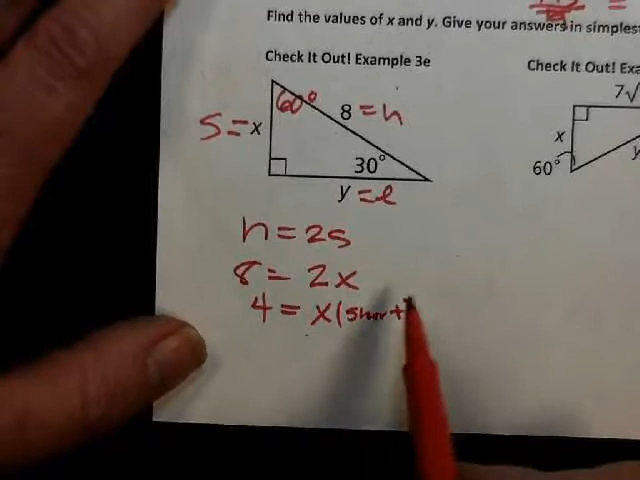 Find the values of x and y. Give your answers in simples
Check It Out! Example 3e
Check It Out! Exa
60°
8 = h
S = x
30°
y = l
h = 2s
8 = 2x
4 = x (short
7√
x
60°
y